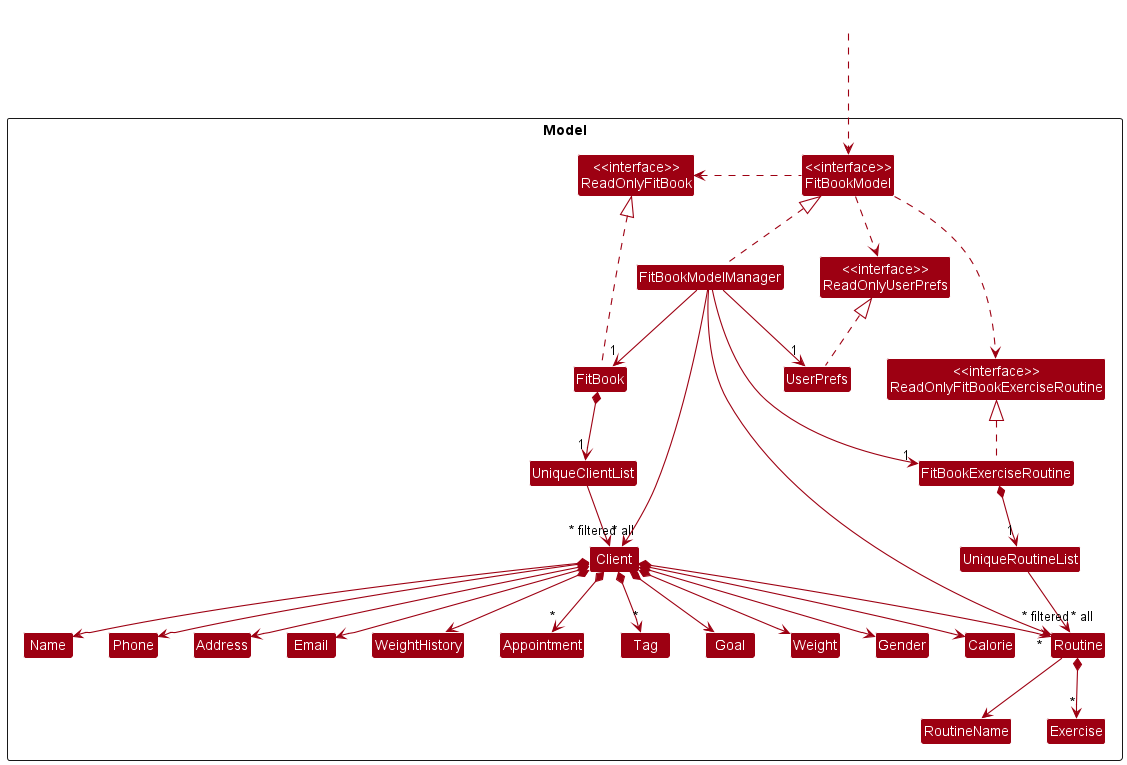 Model
<<interface>>
ReadOnlyFitBook
<<interface>>
FitBookModel
FitBookModelManager
<<interface>>
ReadOnlyUserPrefs
1
1
FitBook
UserPrefs
<<interface>>
ReadOnlyFitBookExerciseRoutine
1
1
UniqueClientList
FitBookExerciseRoutine
* filtered
* all
1
Client
UniqueRoutineList
*
*
* filtered
* all
*
Name
Phone
Address
Email
WeightHistory
Appointment
Tag
Goal
Weight
Gender
Calorie
Routine
*
RoutineName
Exercise